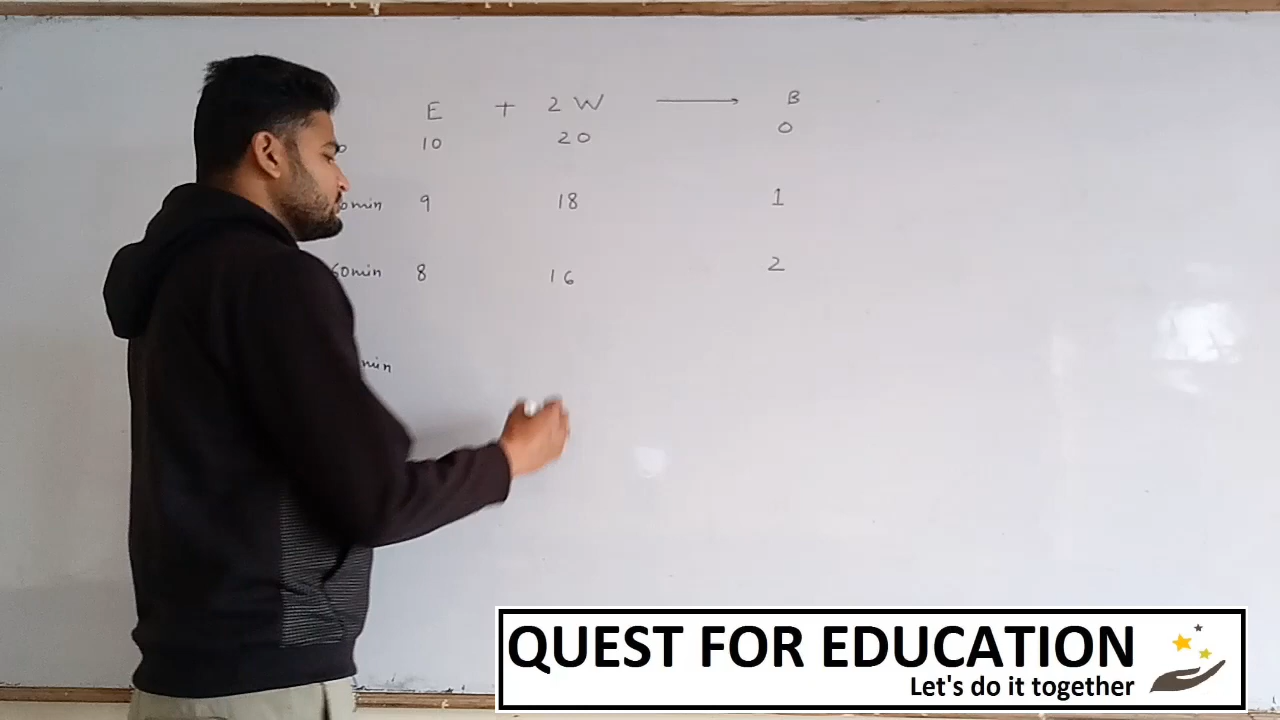 E + 2 W ⟶ B
10 20 0
min 9 18 1
60min 8 16 2
min
QUEST FOR EDUCATION
Let's do it together